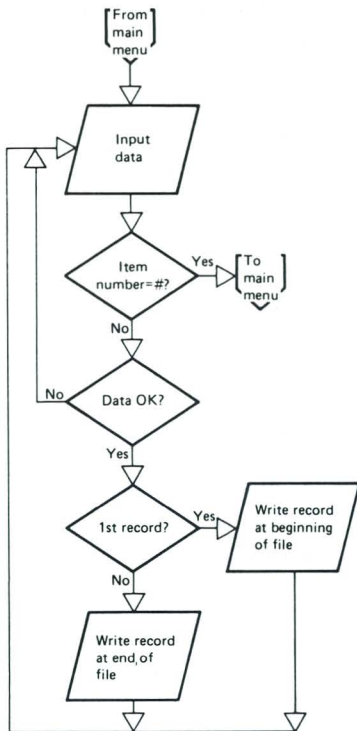 From
main
menu
Input
data
Item
number=#?
Yes
To
main
menu
No
Data OK?
No
Yes
1st record?
Yes
Write record
at beginning
of file
No
Write record
at end of
file